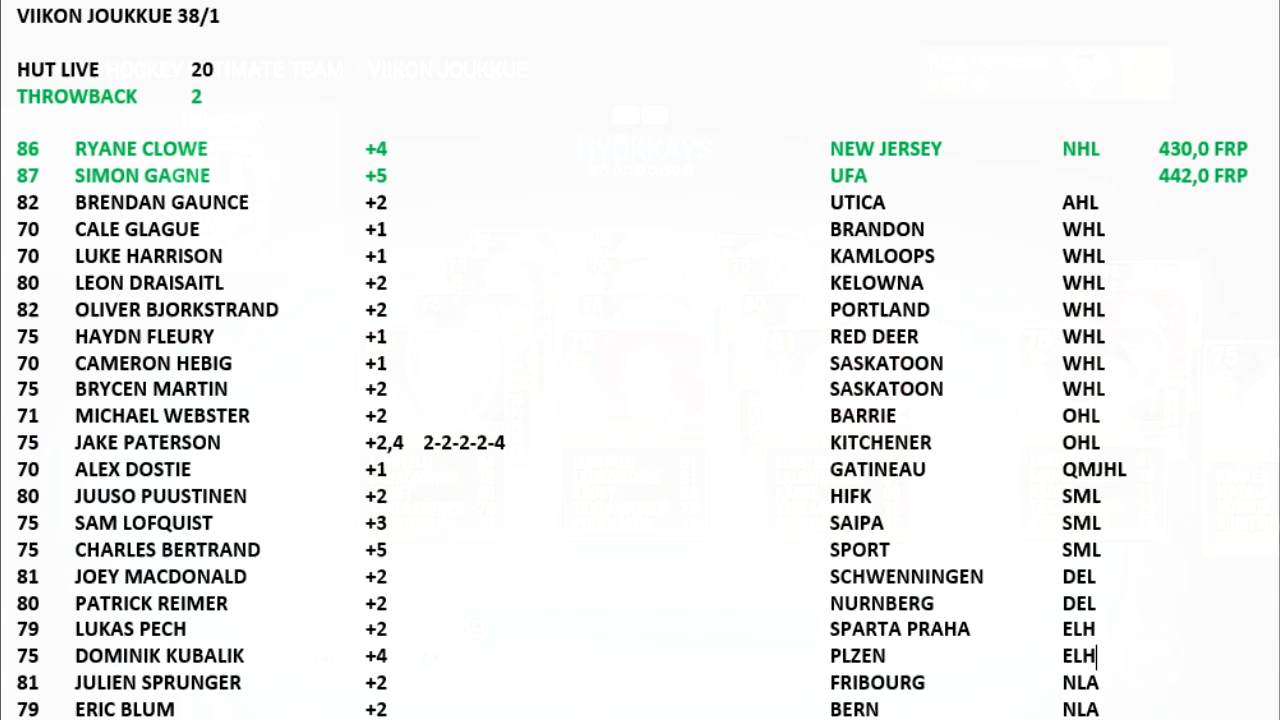 VIIKON JOUKKUE 38/1
HUT LIVE 20
THROWBACK 2
86 RYANE CLOWE +4 NEW JERSEY NHL 430,0 FRP
87 SIMON GAGNE +5 UFA 442,0 FRP
82 BRENDAN GAUNCE +2 UTICA AHL
70 CALE GLAGUE +1 BRANDON WHL
70 LUKE HARRISON +1 KAMLOOPS WHL
80 LEON DRAISAITL +2 KELOWNA WHL
82 OLIVER BJORKSTRAND +2 PORTLAND WHL
75 HAYDN FLEURY +1 RED DEER WHL
70 CAMERON HEBIG +1 SASKATOON WHL
75 BRYCEN MARTIN +2 SASKATOON WHL
71 MICHAEL WEBSTER +2 BARRIE OHL
75 JAKE PATERSON +2,4 2-2-2-2-4 KITCHENER OHL
70 ALEX DOSTIE +1 GATINEAU QMJHL
80 JUUSO PUUSTINEN +2 HIFK SML
75 SAM LOFQUIST +3 SAIPA SML
75 CHARLES BERTRAND +5 SPORT SML
81 JOEY MACDONALD +2 SCHWENNINGEN DEL
80 PATRICK REIMER +2 NURNBERG DEL
79 LUKAS PECH +2 SPARTA PRAHA ELH
75 DOMINIK KUBALIK +4 PLZEN ELH
81 JULIEN SPRUNGER +2 FRIBOURG NLA
79 ERIC BLUM +2 BERN NLA